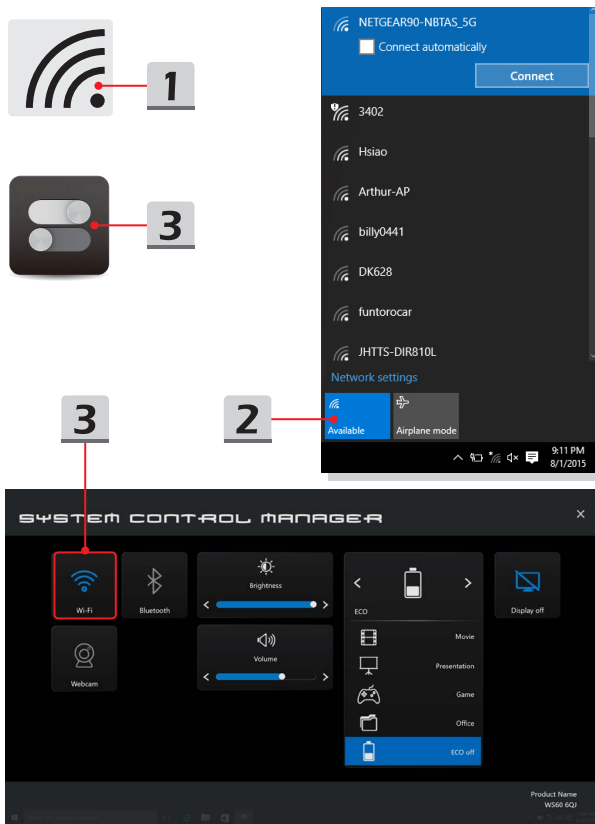 1
NETGEAR90-NBTAS_5G
Connect automatically
Connect
3402
Hsiao
Arthur-AP
billy0441
DK628
funtorocar
JHTTS-DIR810L
Network settings
Available
Airplane mode
9:11 PM
8/1/2015
3
2
3
SYSTEM CONTROL MANAGER
Wi-Fi
Bluetooth
Brightness
ECO
Display off
Webcam
Volume
Movie
Presentation
Game
Office
ECO off
Product Name
WS60 6QJ